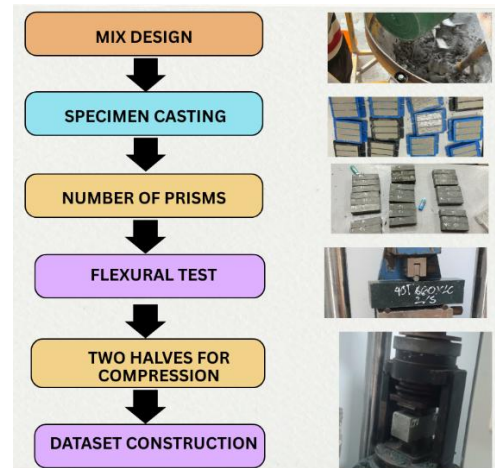 MIX DESIGN
SPECIMEN CASTING
NUMBER OF PRISMS
FLEXURAL TEST
TWO HALVES FOR
COMPRESSION
DATASET CONSTRUCTION